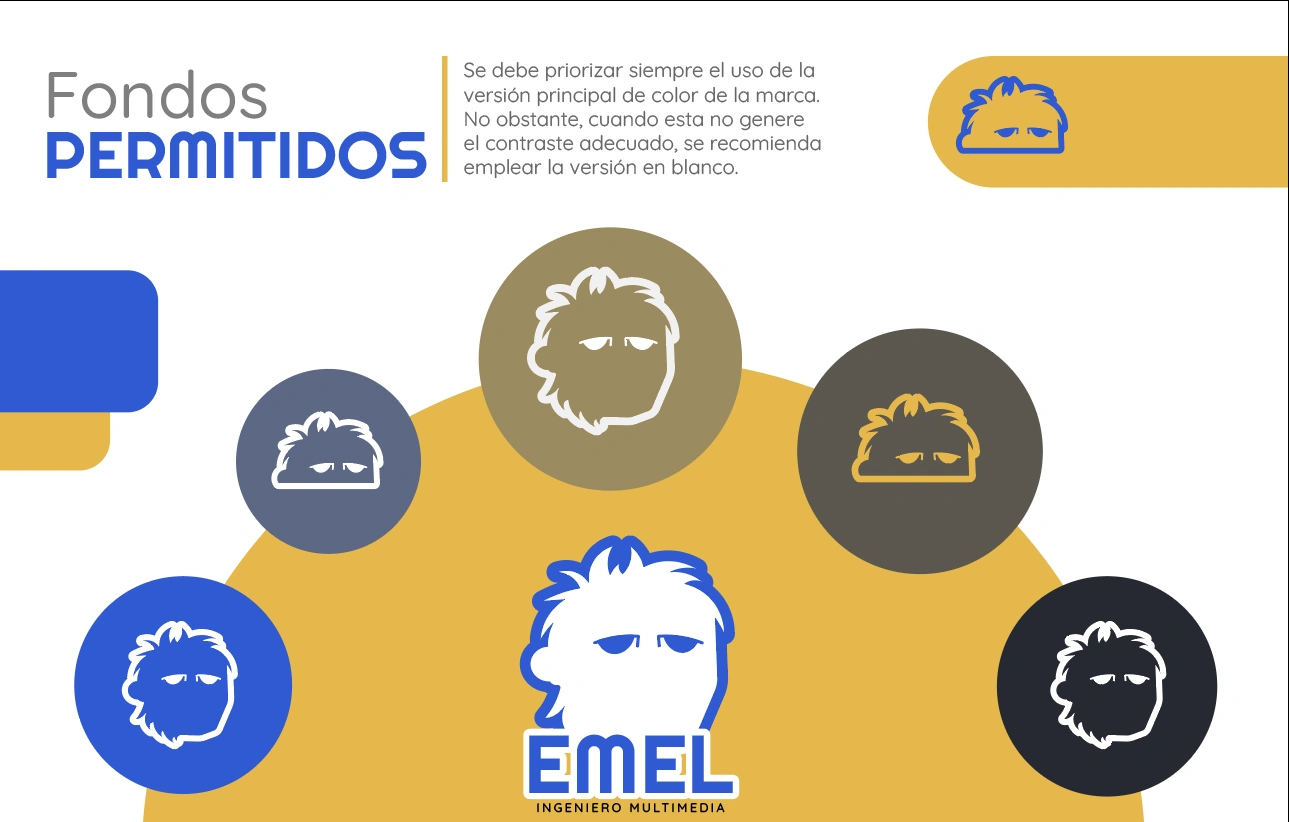 Fondos
PERMITIDOS
Se debe priorizar siempre el uso de la
versión principal de color de la marca.
No obstante, cuando esta no genere
el contraste adecuado, se recomienda
emplear la versión en blanco.
EMEL
INGENIERO MULTIMEDIA